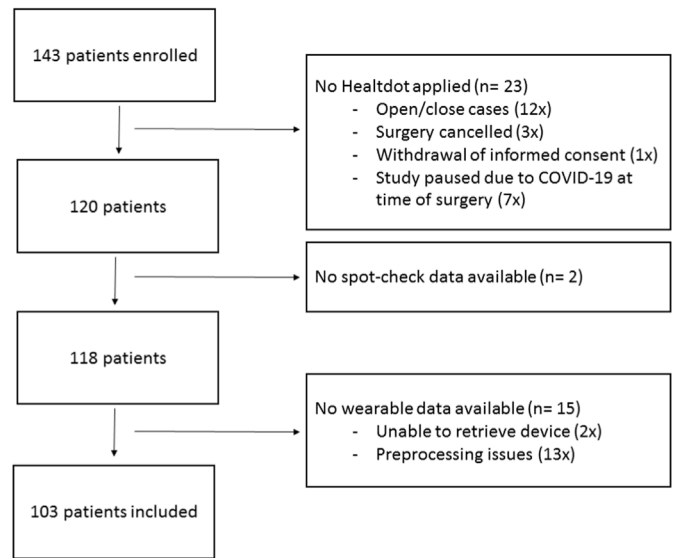 143 patients enrolled
No Healtdot applied (n= 23)
- Open/close cases (12x)
- Surgery cancelled (3x)
- Withdrawal of informed consent (1x)
- Study paused due to COVID-19 at
time of surgery (7x)
120 patients
No spot-check data available (n= 2)
118 patients
No wearable data available (n= 15)
- Unable to retrieve device (2x)
- Preprocessing issues (13x)
103 patients included